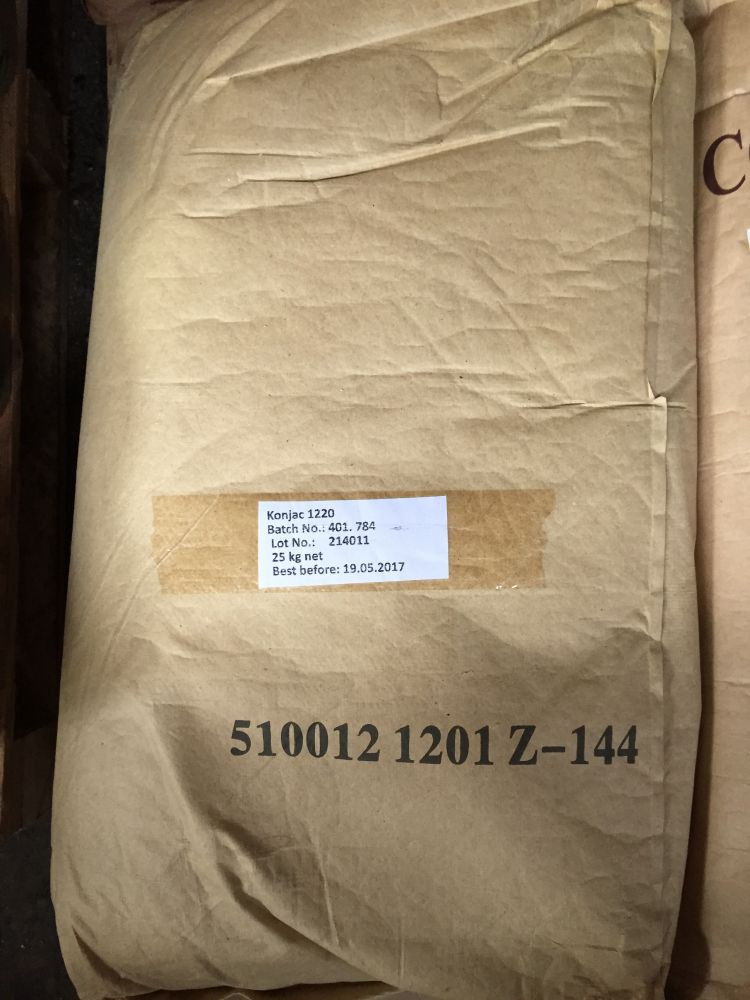 Konjac 1220
Batch No.: 401. 784
Lot No.: 214011
25 kg net
Best before: 19.05.2017
510012 1201 Z-144